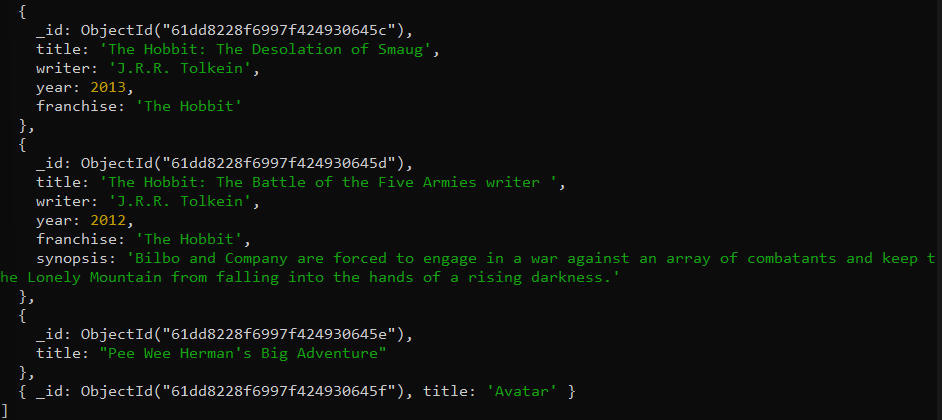 {
_id: ObjectId("61dd8228f6997f424930645c"),
title: 'The Hobbit: The Desolation of Smaug',
writer: 'J.R.R. Tolkein',
year: 2013,
franchise: 'The Hobbit'
},
{
_id: ObjectId("61dd8228f6997f424930645d"),
title: 'The Hobbit: The Battle of the Five Armies writer ',
writer: 'J.R.R. Tolkein',
year: 2012,
franchise: 'The Hobbit',
synopsis: 'Bilbo and Company are forced to engage in a war against an array of combatants and keep t
he Lonely Mountain from falling into the hands of a rising darkness.'
},
{
_id: ObjectId("61dd8228f6997f424930645e"),
title: "Pee Wee Herman's Big Adventure"
},
{ _id: ObjectId("61dd8228f6997f424930645f"), title: 'Avatar' }
]